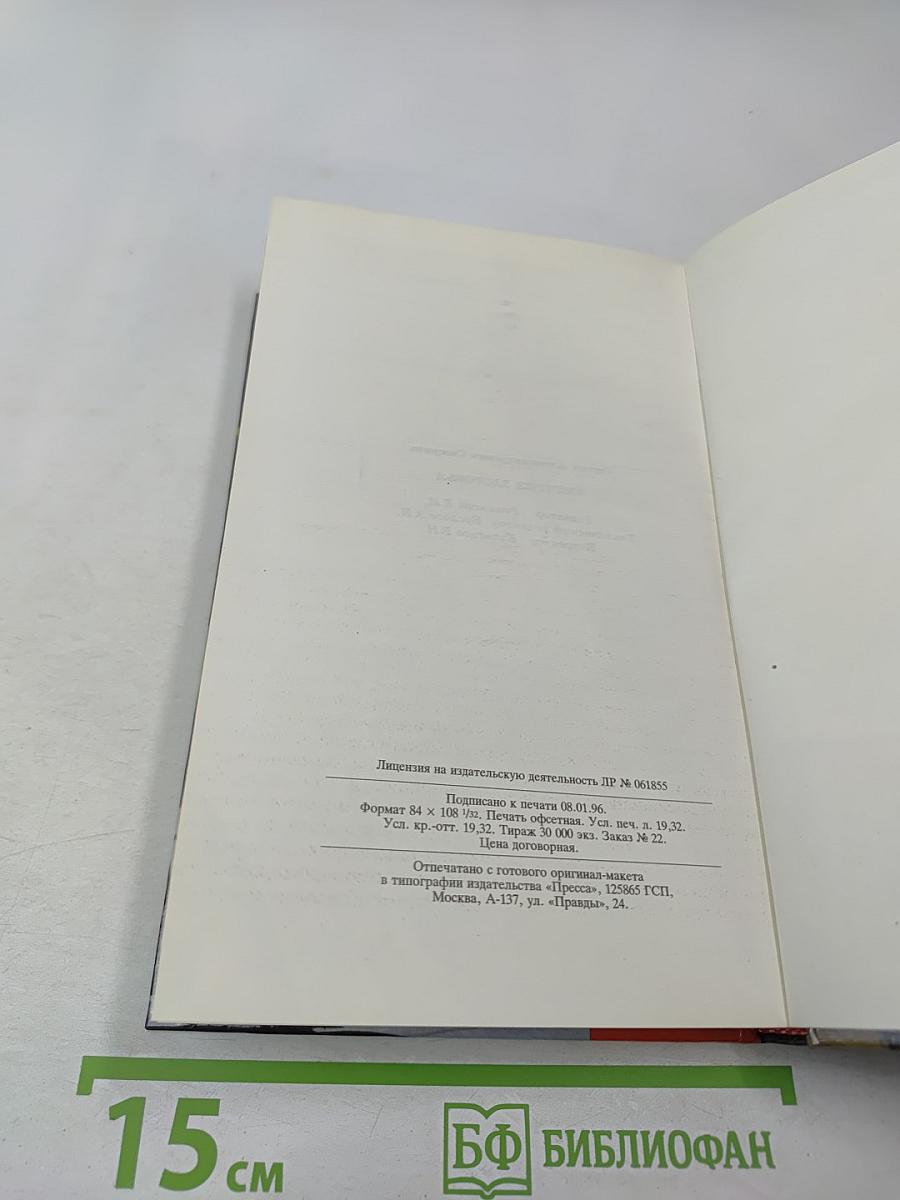 Лицензия на издательскую деятельность ЛР № 061855
Подписано к печати 08.01.96.
Формат 84 × 108 1/32. Печать офсетная. Усл. печ. л. 19,32.
Усл. кр.-отт. 19,32. Тираж 30 000 экз. Заказ № 22.
Цена договорная.
Отпечатано с готового оригинал-макета
в типографии издательства «Пресса», 125865 ГСП,
Москва, А-137, ул. «Правды», 24.
15 см
БФ БИБЛИОФАН